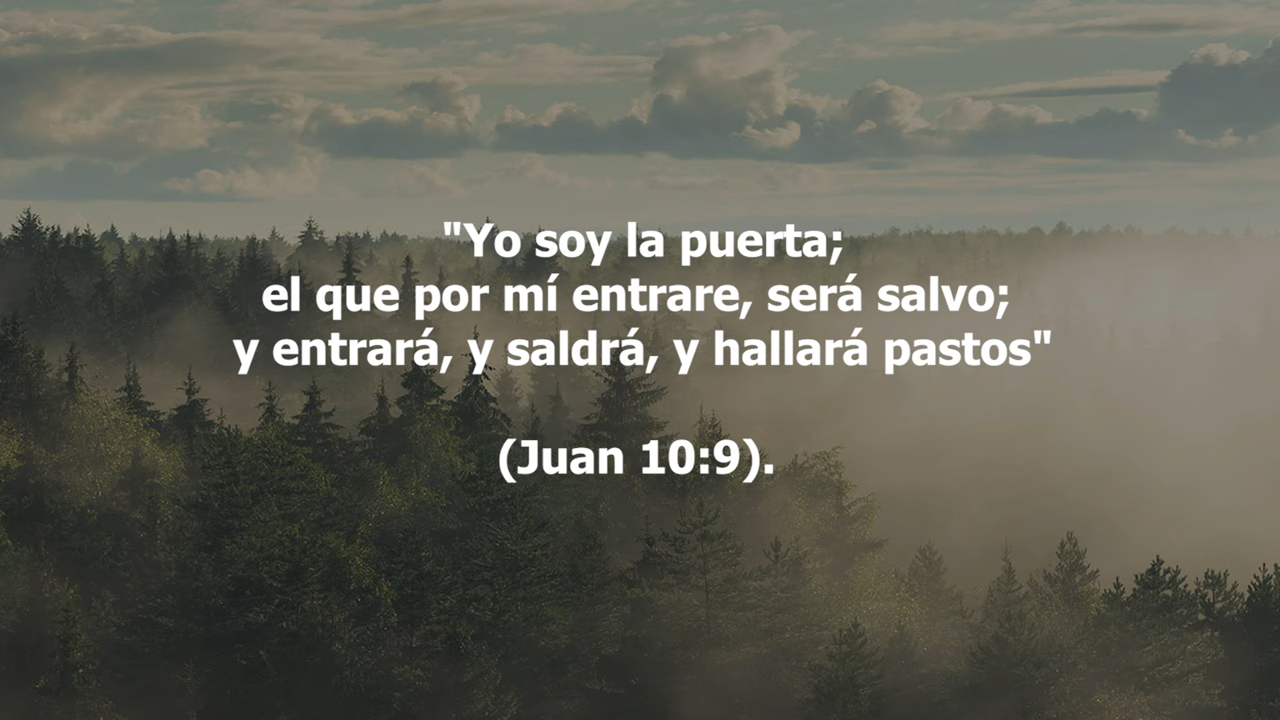 "Yo soy la puerta;
el que por mí entrare, será salvo;
y entrará, y saldrá, y hallará pastos"
(Juan 10:9).